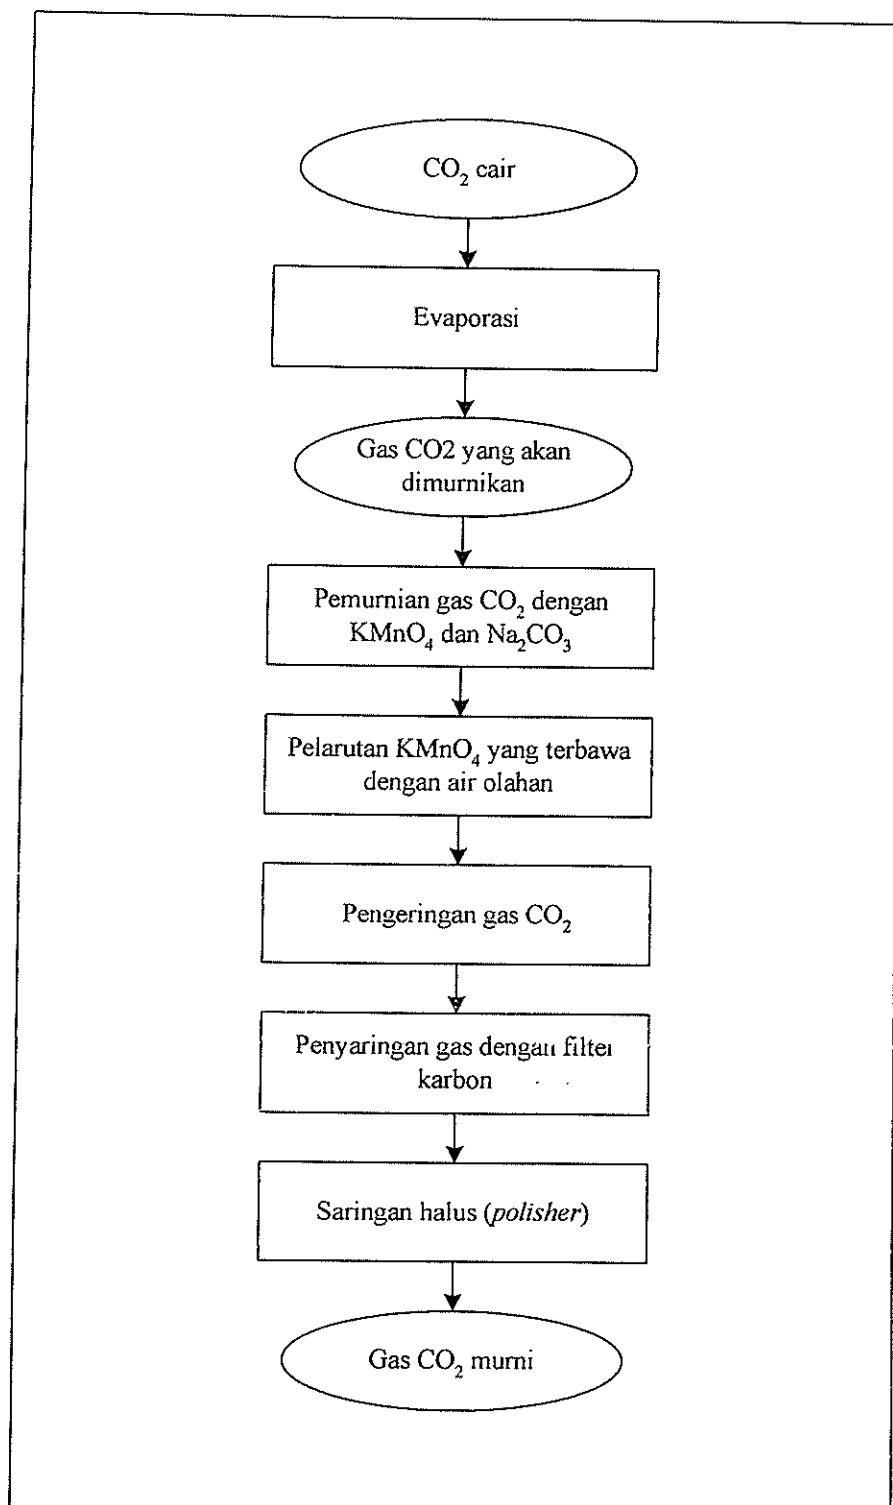 CO₂ cair
Evaporasi
Gas CO2 yang akan
dimurnikan
Pemurnian gas CO₂ dengan
KMnO₄ dan Na₂CO₃
Pelarutan KMnO₄ yang terbawa
dengan air olahan
Pengeringan gas CO₂
Penyaringan gas dengan filter
karbon
Saringan halus (polisher)
Gas CO₂ murni